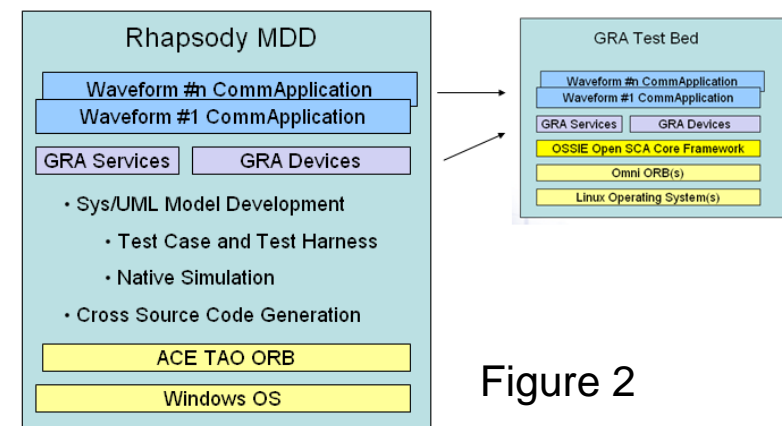 Rhapsody MDD
Waveform #n CommApplication
Waveform #1 CommApplication
GRA Services
GRA Devices
• Sys/UML Model Development
• Test Case and Test Harness
• Native Simulation
• Cross Source Code Generation
ACE TAO ORB
Windows OS
GRA Test Bed
Waveform #n CommApplication
Waveform #1 CommApplication
GRA Services
GRA Devices
OSSIE Open SCA Core Framework
Omni ORB(s)
Linux Operating System(s)
Figure 2